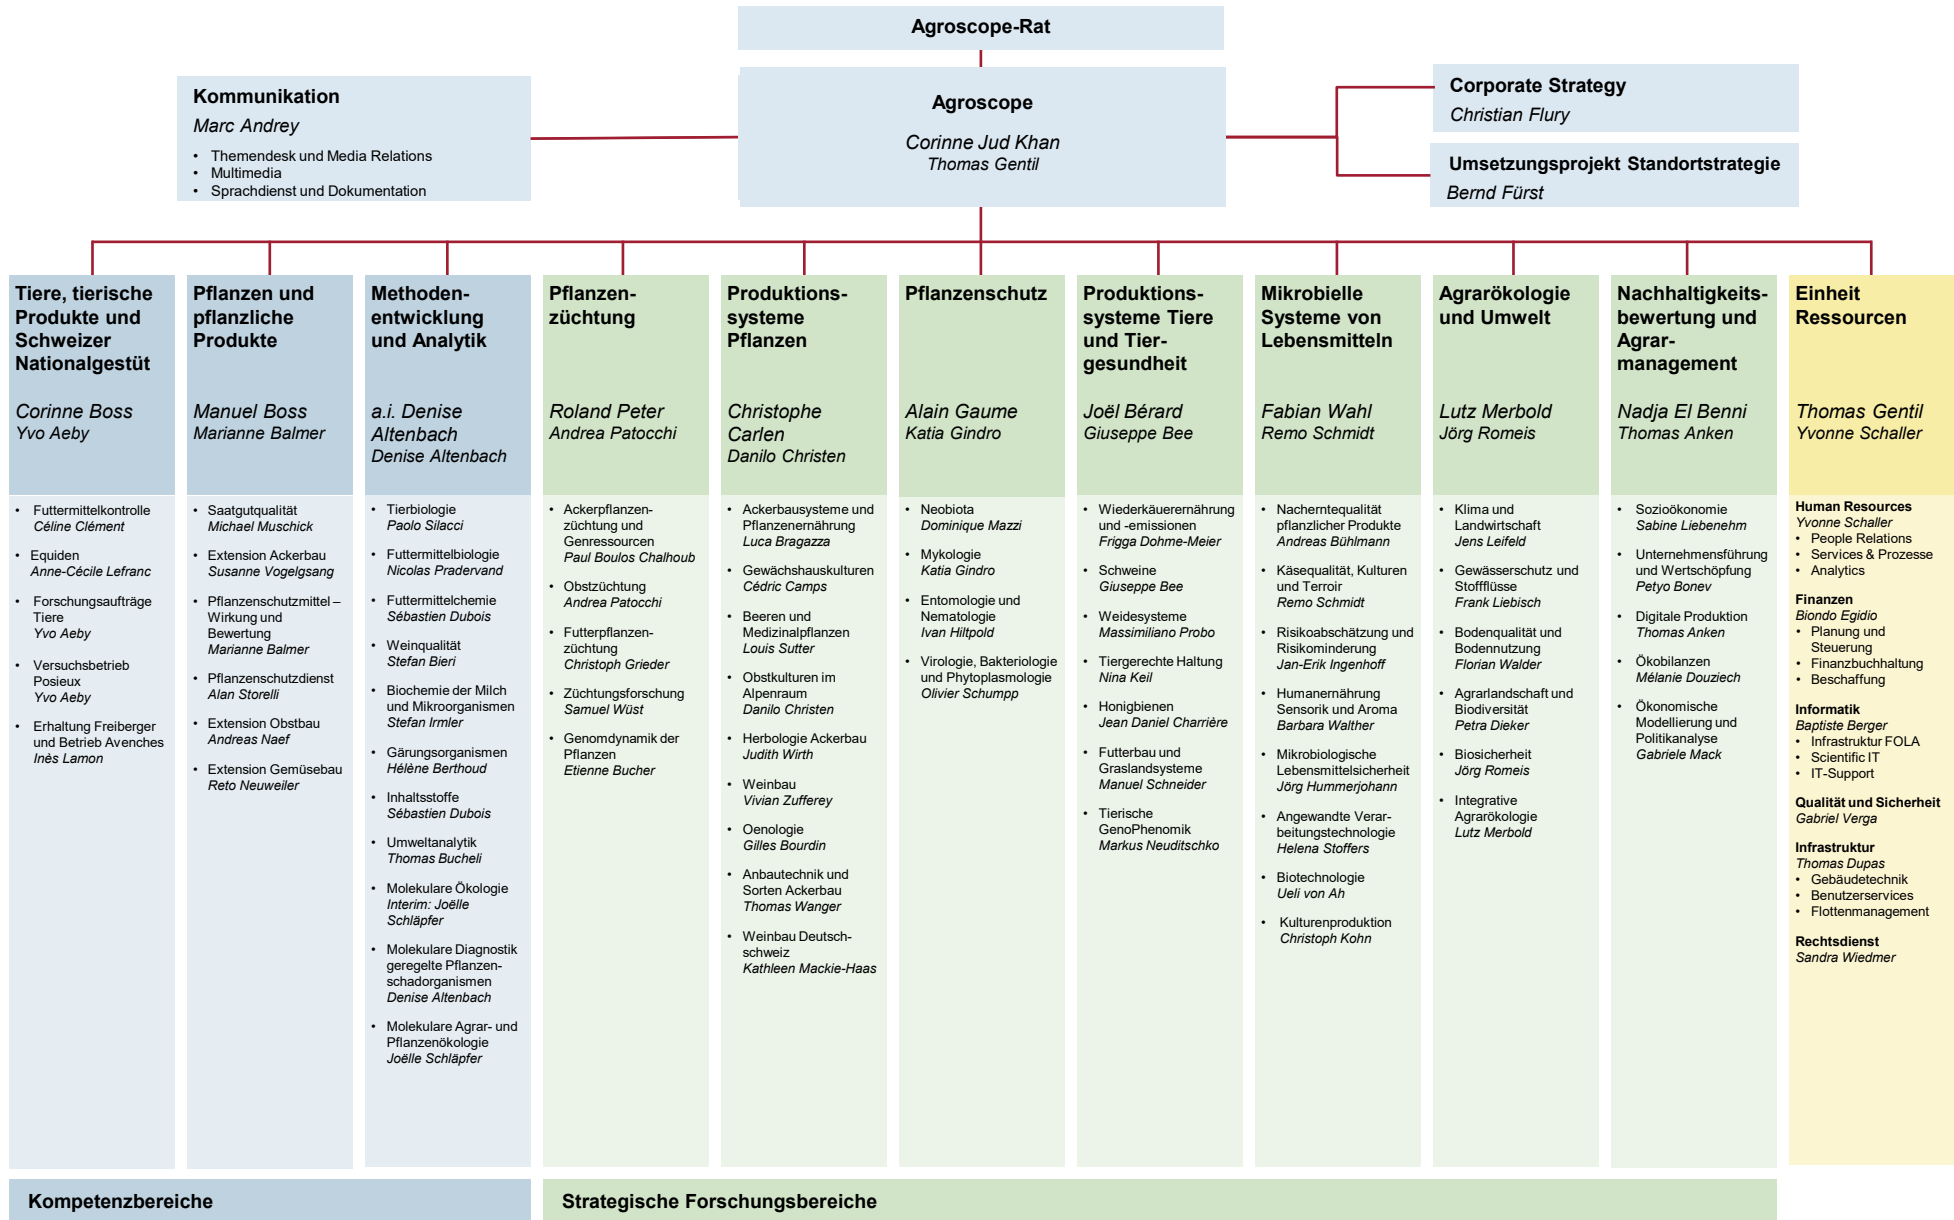 Agroscope-Rat
Kommunikation
Marc Andrey
• Themendesk und Media Relations
• Multimedia
• Sprachdienst und Dokumentation
Agroscope
Corinne Jud Khan
Thomas Gentil
Corporate Strategy
Christian Flury
Umsetzungsprojekt Standortstrategie
Bernd Fürst
Tiere, tierische
Produkte und
Schweizer
Nationalgestüt
Corinne Boss
Yvo Aeby
• Futtermittelkontrolle
Céline Clément
• Equiden
Anne-Cécile Lefranc
• Forschungsaufträge
Tiere
Yvo Aeby
• Versuchsbetrieb
Posieux
Yvo Aeby
• Erhaltung Freiberger
und Betrieb Avenches
Inès Lamon
Pflanzen und
pflanzliche
Produkte
Manuel Boss
Marianne Balmer
• Saatgutqualität
Michael Muschick
• Extension Ackerbau
Susanne Vogelgsang
• Pflanzenschutzmittel –
Wirkung und
Bewertung
Marianne Balmer
• Pflanzenschutzdienst
Alan Storelli
• Extension Obstbau
Andreas Naef
• Extension Gemüsebau
Reto Neuweiler
Methoden-
entwicklung
und Analytik
a.i. Denise
Altenbach
Denise Altenbach
• Tierbiologie
Paolo Silacci
• Futtermittelbiologie
Nicolas Pradervand
• Futtermittelchemie
Sébastien Dubois
• Weinqualität
Stefan Bieri
• Biochemie der Milch
und Mikroorganismen
Stefan Irmler
• Gärungsorganismen
Hélène Berthoud
• Inhaltsstoffe
Sébastien Dubois
• Umweltanalytik
Thomas Bucheli
• Molekulare Ökologie
Interim: Joëlle
Schläpfer
• Molekulare Diagnostik
geregelte Pflanzen-
schadorganismen
Denise Altenbach
• Molekulare Agrar- und
Pflanzenökologie
Joëlle Schläpfer
Pflanzen-
züchtung
Roland Peter
Andrea Patocchi
• Ackerpflanzen-
züchtung und
Genressourcen
Paul Boulos Chalhoub
• Obstzüchtung
Andrea Patocchi
• Futterpflanzen-
züchtung
Christoph Grieder
• Züchtungsforschung
Samuel Wüst
• Genomdynamik der
Pflanzen
Etienne Bucher
Produktions-
systeme
Pflanzen
Christophe
Carlen
Danilo Christen
• Ackerbausysteme und
Pflanzenernährung
Luca Bragazza
• Gewächshauskulturen
Cédric Camps
• Beeren und
Medizinalpflanzen
Louis Sutter
• Obstkulturen im
Alpenraum
Danilo Christen
• Herbologie Ackerbau
Judith Wirth
• Weinbau
Vivian Zufferey
• Oenologie
Gilles Bourdin
• Anbautechnik und
Sorten Ackerbau
Thomas Wanger
• Weinbau Deutsch-
schweiz
Kathleen Mackie-Haas
Pflanzenschutz
Alain Gaume
Katia Gindro
• Neobiota
Dominique Mazzi
• Mykologie
Katia Gindro
• Entomologie und
Nematologie
Ivan Hiltpold
• Virologie, Bakteriologie
und Phytoplasmologie
Olivier Schumpp
Produktions-
systeme Tiere
und Tier-
gesundheit
Joël Bérard
Giuseppe Bee
• Wiederkäuerernährung
und -emissionen
Frigga Dohme-Meier
• Schweine
Giuseppe Bee
• Weidesysteme
Massimiliano Probo
• Tiergerechte Haltung
Nina Keil
• Honigbienen
Jean Daniel Charrière
• Futterbau und
Graslandsysteme
Manuel Schneider
• Tierische
GenoPhenomik
Markus Neuditschko
Mikrobielle
Systeme von
Lebensmitteln
Fabian Wahl
Remo Schmidt
• Nacherntequalität
pflanzlicher Produkte
Andreas Bühlmann
• Käsequalität, Kulturen
und Terroir
Remo Schmidt
• Risikoabschätzung und
Risikominderung
Jan-Erik Ingenhoff
• Humanernährung
Sensorik und Aroma
Barbara Walther
• Mikrobiologische
Lebensmittelsicherheit
Jörg Hummerjohann
• Angewandte Verar-
beitungstechnologie
Helena Stoffers
• Biotechnologie
Ueli von Ah
• Kulturenproduktion
Christoph Kohn
Agrarökologie
und Umwelt
Lutz Merbold
Jörg Romeis
• Klima und
Landwirtschaft
Jens Leifeld
• Gewässerschutz und
Stoffflüsse
Frank Liebisch
• Bodenqualität und
Bodennutzung
Florian Walder
• Agrarlandschaft und
Biodiversität
Petra Dieker
• Biosicherheit
Jörg Romeis
• Integrative
Agrarökologie
Lutz Merbold
Nachhaltigkeits-
bewertung und
Agrar-
management
Nadja El Benni
Thomas Anken
• Sozioökonomie
Sabine Liebenehm
• Unternehmensführung
und Wertschöpfung
Petyo Bonev
• Digitale Produktion
Thomas Anken
• Ökobilanzen
Mélanie Douziech
• Ökonomische
Modellierung und
Politikanalyse
Gabriele Mack
Einheit
Ressourcen
Thomas Gentil
Yvonne Schaller
Human Resources
Yvonne Schaller
• People Relations
• Services & Prozesse
• Analytics
Finanzen
Biondo Egidio
• Planung und
Steuerung
• Finanzbuchhaltung
• Beschaffung
Informatik
Baptiste Berger
• Infrastruktur FOLA
• Scientific IT
• IT-Support
Qualität und Sicherheit
Gabriel Verga
Infrastruktur
Thomas Dupas
• Gebäudetechnik
• Benutzerservices
• Flottenmanagement
Rechtsdienst
Sandra Wiedmer
Kompetenzbereiche
Strategische Forschungsbereiche